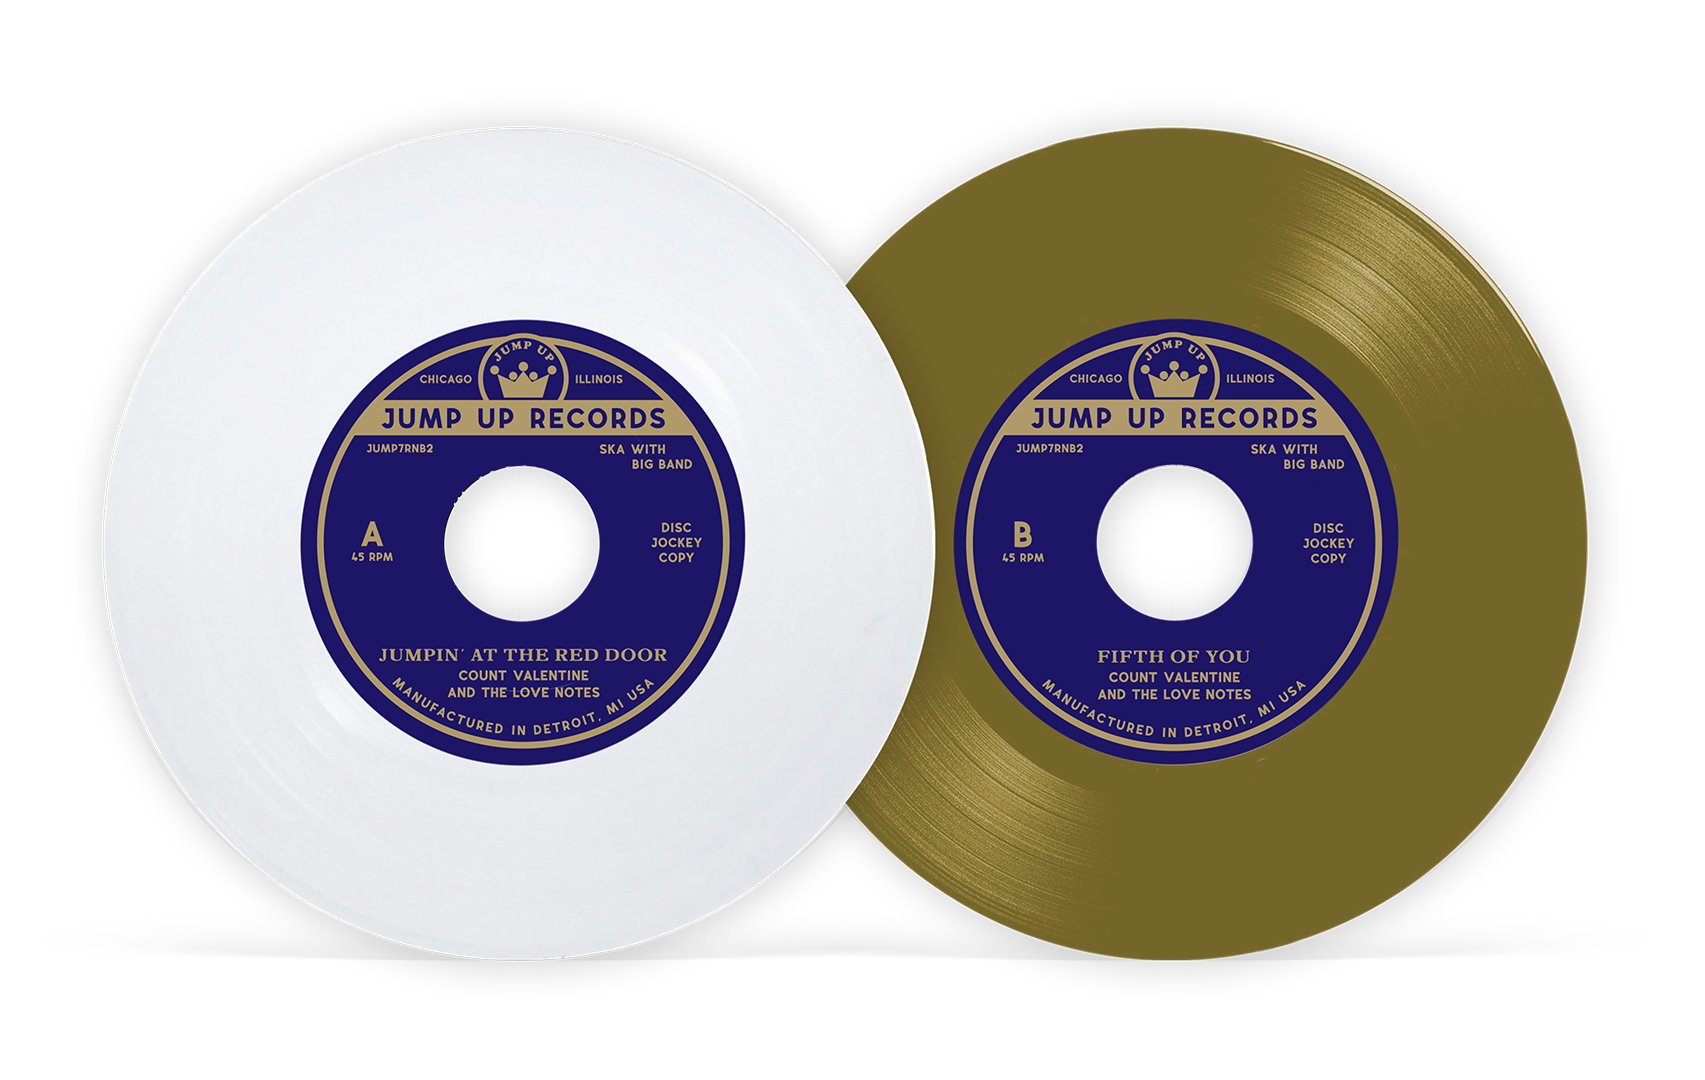 JUMP UP
CHICAGO ILLINOIS
JUMP UP RECORDS
JUMP7RNB2
SKA WITH
BIG BAND
A
45 RPM
DISC
JOCKEY
COPY
JUMPIN' AT THE RED DOOR
COUNT VALENTINE
AND THE LOVE NOTES
MANUFACTURED IN DETROIT, MI USA
JUMP UP
CHICAGO ILLINOIS
JUMP UP RECORDS
JUMP7RNB2
SKA WITH
BIG BAND
B
45 RPM
DISC
JOCKEY
COPY
FIFTH OF YOU
COUNT VALENTINE
AND THE LOVE NOTES
MANUFACTURED IN DETROIT, MI USA